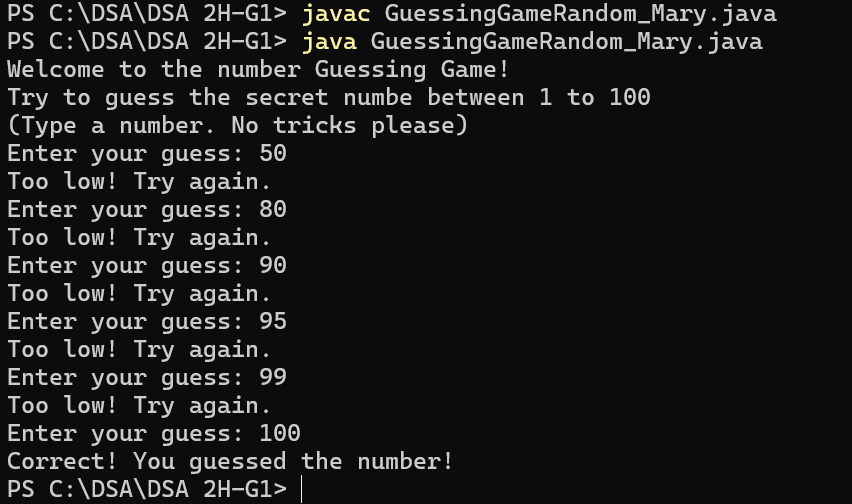 PS C:\DSA\DSA 2H-G1> javac GuessingGameRandom_Mary.java
PS C:\DSA\DSA 2H-G1> java GuessingGameRandom_Mary.java
Welcome to the number Guessing Game!
Try to guess the secret numbe between 1 to 100
(Type a number. No tricks please)
Enter your guess: 50
Too low! Try again.
Enter your guess: 80
Too low! Try again.
Enter your guess: 90
Too low! Try again.
Enter your guess: 95
Too low! Try again.
Enter your guess: 99
Too low! Try again.
Enter your guess: 100
Correct! You guessed the number!
PS C:\DSA\DSA 2H-G1>